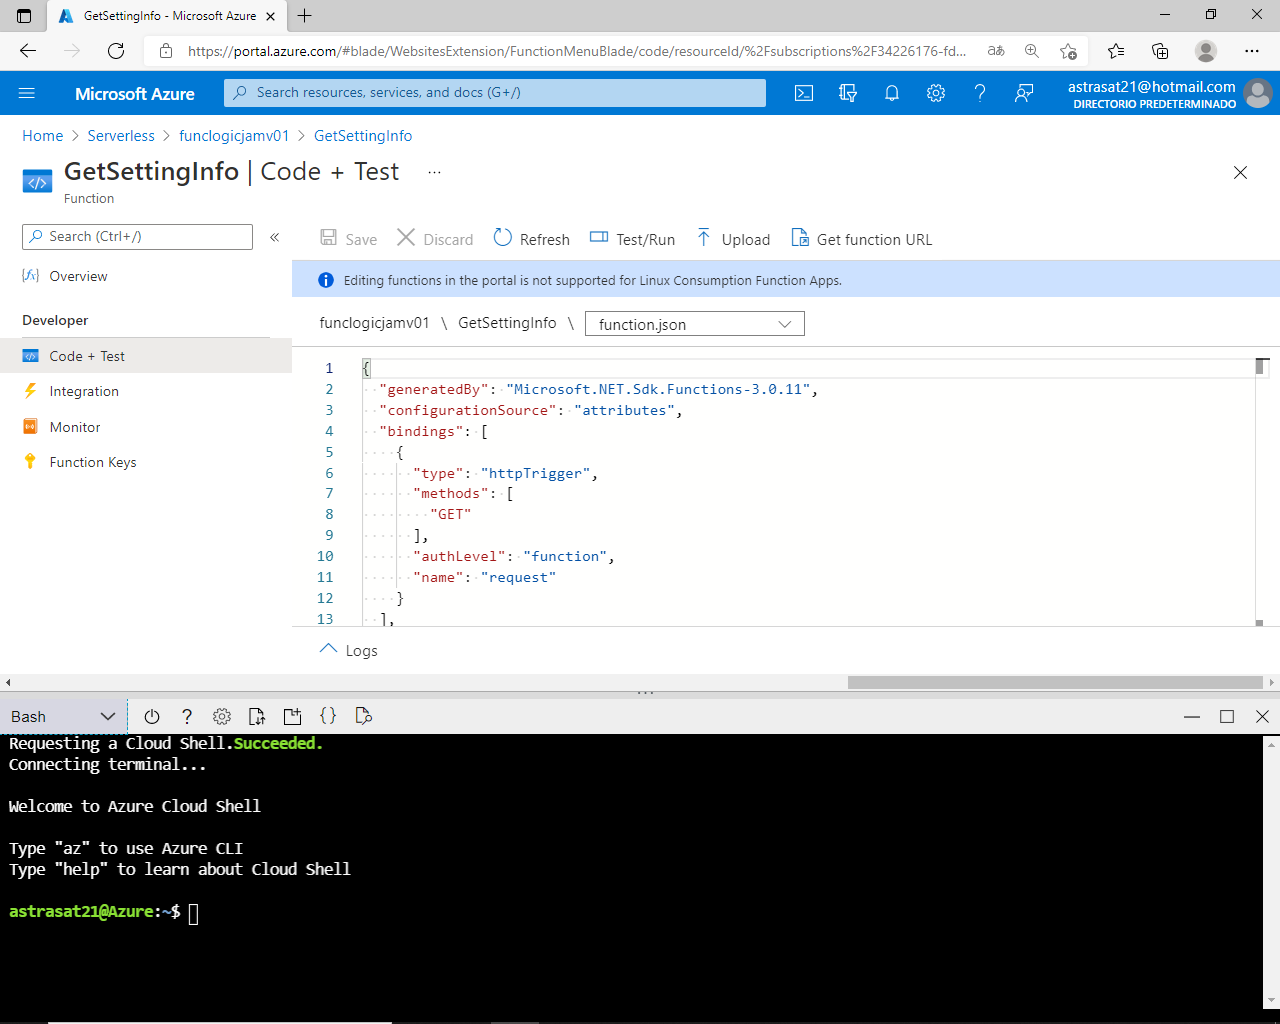 GetSettingInfo - Microsoft Azure
https://portal.azure.com/#blade/WebsitesExtension/FunctionMenuBlade/code/resourceId/%2Fsubscriptions%2F34226176-fd...
Microsoft Azure
Search resources, services, and docs (G+/)
astrasat21@hotmail.com
DIRECTORIO PREDETERMINADO
Home > Serverless > funclogicjamv01 > GetSettingInfo
GetSettingInfo | Code + Test ...
Function
Search (Ctrl+/)
«
Save Discard Refresh Test/Run Upload Get function URL
Overview
Editing functions in the portal is not supported for Linux Consumption Function Apps.
Developer
Code + Test
Integration
Monitor
Function Keys
funclogicjamv01 \ GetSettingInfo \ function.json
1 {
2 "generatedBy": "Microsoft.NET.Sdk.Functions-3.0.11",
3 "configurationSource": "attributes",
4 "bindings": [
5 {
6 "type": "httpTrigger",
7 "methods": [
8 "GET"
9 ],
10 "authLevel": "function",
11 "name": "request"
12 }
13 ],
Logs
Bash
Requesting a Cloud Shell.Succeeded.
Connecting terminal...
Welcome to Azure Cloud Shell
Type "az" to use Azure CLI
Type "help" to learn about Cloud Shell
astrasat21@Azure:~$